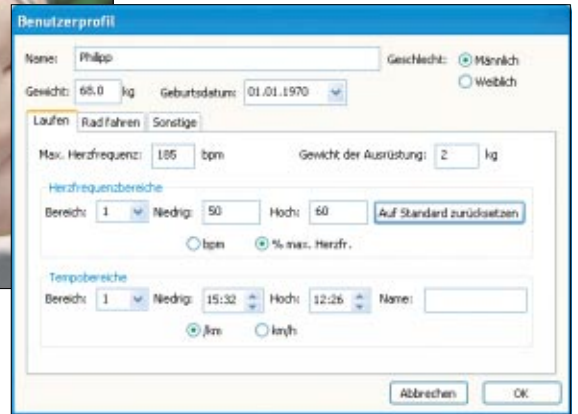 Benutzerprofil
Name: Philipp Geschlecht: Männlich
Weiblich
Gewicht: 68.0 kg Geburtsdatum: 01.01.1970
Laufen Rad fahren Sonstige
Max. Herzfrequenz: 185 bpm Gewicht der Ausrüstung: 2 kg
Herzfrequenzbereiche
Bereich: 1 Niedrig: 50 Hoch: 60 Auf Standard zurücksetzen
bpm % max. Herzfr.
Tempobereiche
Bereich: 1 Niedrig: 15:32 Hoch: 12:26 Name:
/km km/h
Abbrechen OK